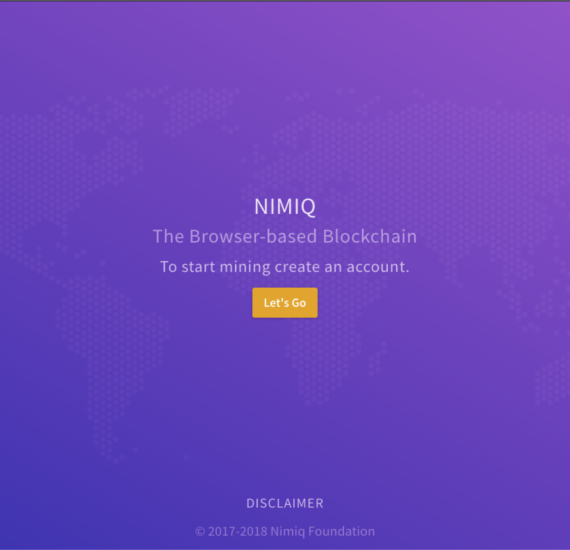 NIMIQ
The Browser-based Blockchain
To start mining create an account.
Let's Go
DISCLAIMER
© 2017-2018 Nimiq Foundation